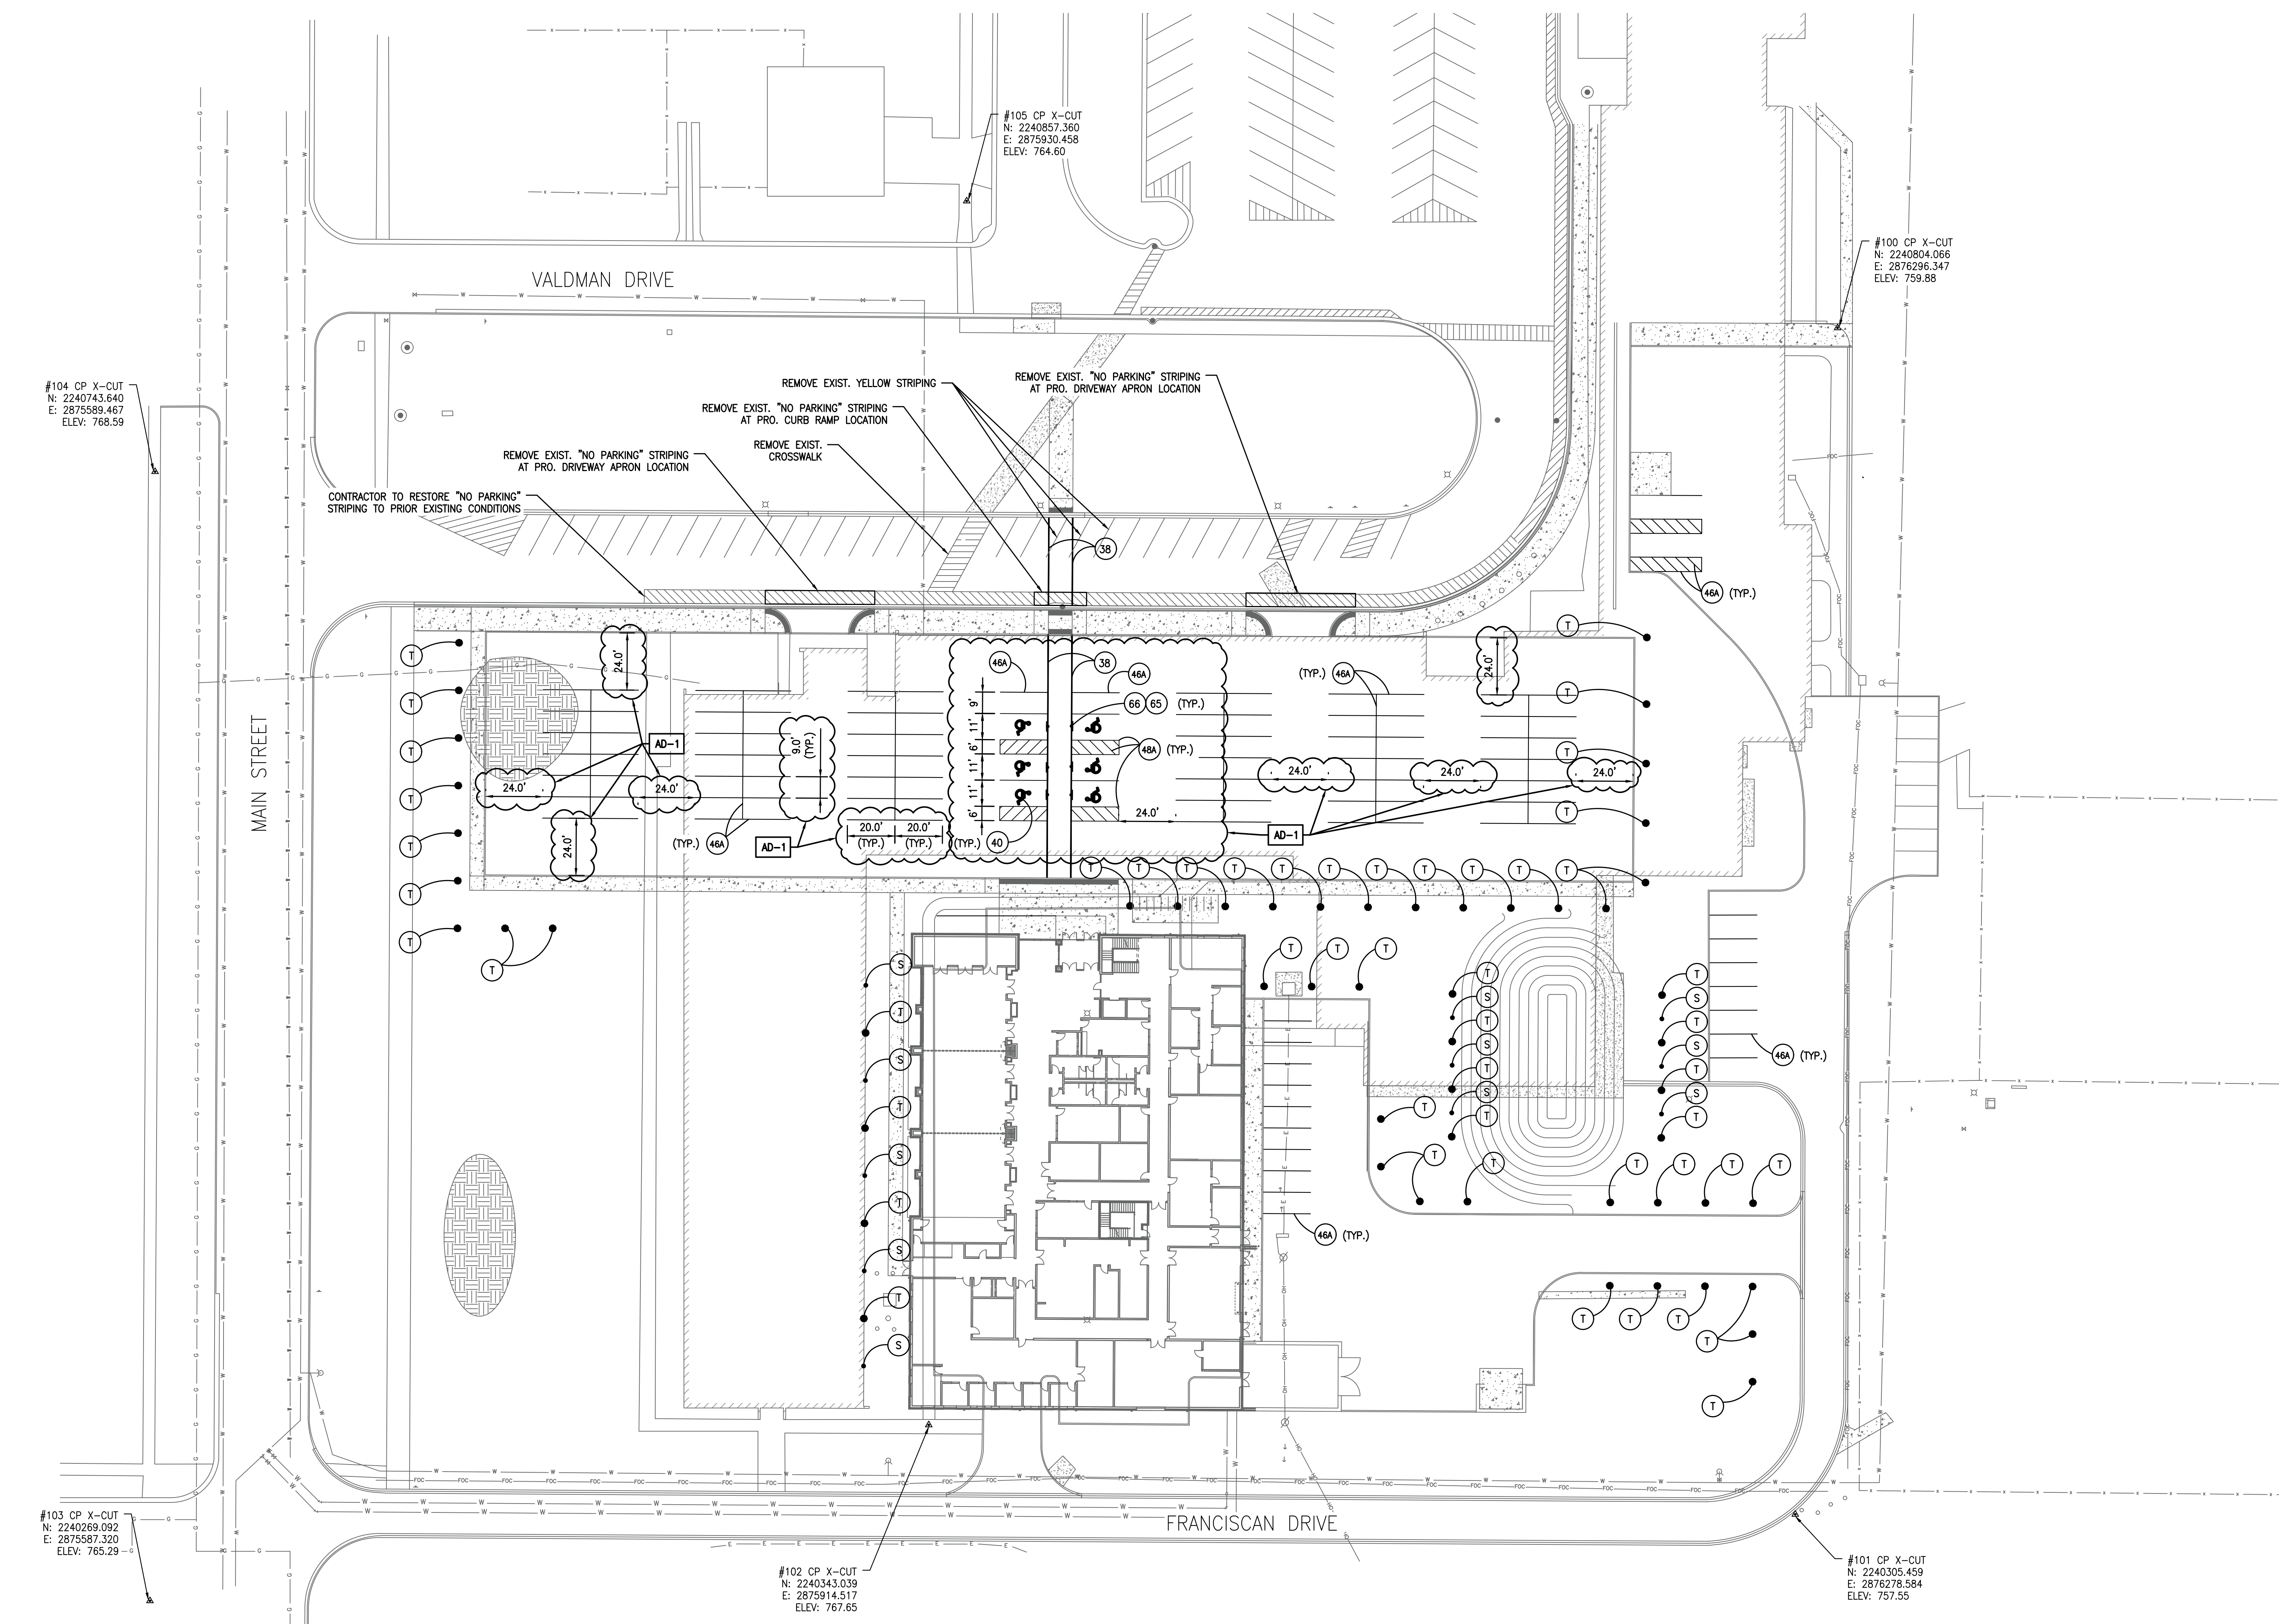 #105 CP X-CUT
N: 2240857.360
E: 2875930.458
ELEV: 764.60
#100 CP X-CUT
N: 2240804.066
E: 2876296.347
ELEV: 759.88
VALDMAN DRIVE
#104 CP X-CUT
N: 2240743.640
E: 2875589.467
ELEV: 768.59
REMOVE EXIST. YELLOW STRIPING
REMOVE EXIST. "NO PARKING" STRIPING
AT PRO. DRIVEWAY APRON LOCATION
REMOVE EXIST. "NO PARKING" STRIPING
AT PRO. CURB RAMP LOCATION
REMOVE EXIST.
CROSSWALK
REMOVE EXIST. "NO PARKING" STRIPING
AT PRO. DRIVEWAY APRON LOCATION
CONTRACTOR TO RESTORE "NO PARKING"
STRIPING TO PRIOR EXISTING CONDITIONS
38
46A (TYP.)
24.0'
24.0'
46A
38
46A
(TYP.) 46A
9'
66 65 (TYP.)
11'
6'
48A (TYP.)
11'
11'
6'
MAIN STREET
AD-1
9.0'
(TYP.)
24.0'
24.0'
24.0'
24.0'
24.0'
24.0'
24.0'
20.0' 20.0'
(TYP.) (TYP.) (TYP.) 40
(TYP.) 46A
AD-1
AD-1
T
T
T
T
T
T
T
T
T
T
T
T
T T T T T T T T T T T
T T T
S
T
S
T
S
T
S
T
S
T
S
T
S
T
S
T
T
S
T
S
T
S
T
46A (TYP.)
T
T T T T T T
46A (TYP.)
T T T T
T
FRANCISCAN DRIVE
#103 CP X-CUT
N: 2240269.092
E: 2875587.320
ELEV: 765.29
#102 CP X-CUT
N: 2240343.039
E: 2875914.517
ELEV: 767.65
#101 CP X-CUT
N: 2240305.459
E: 2876278.584
ELEV: 757.55